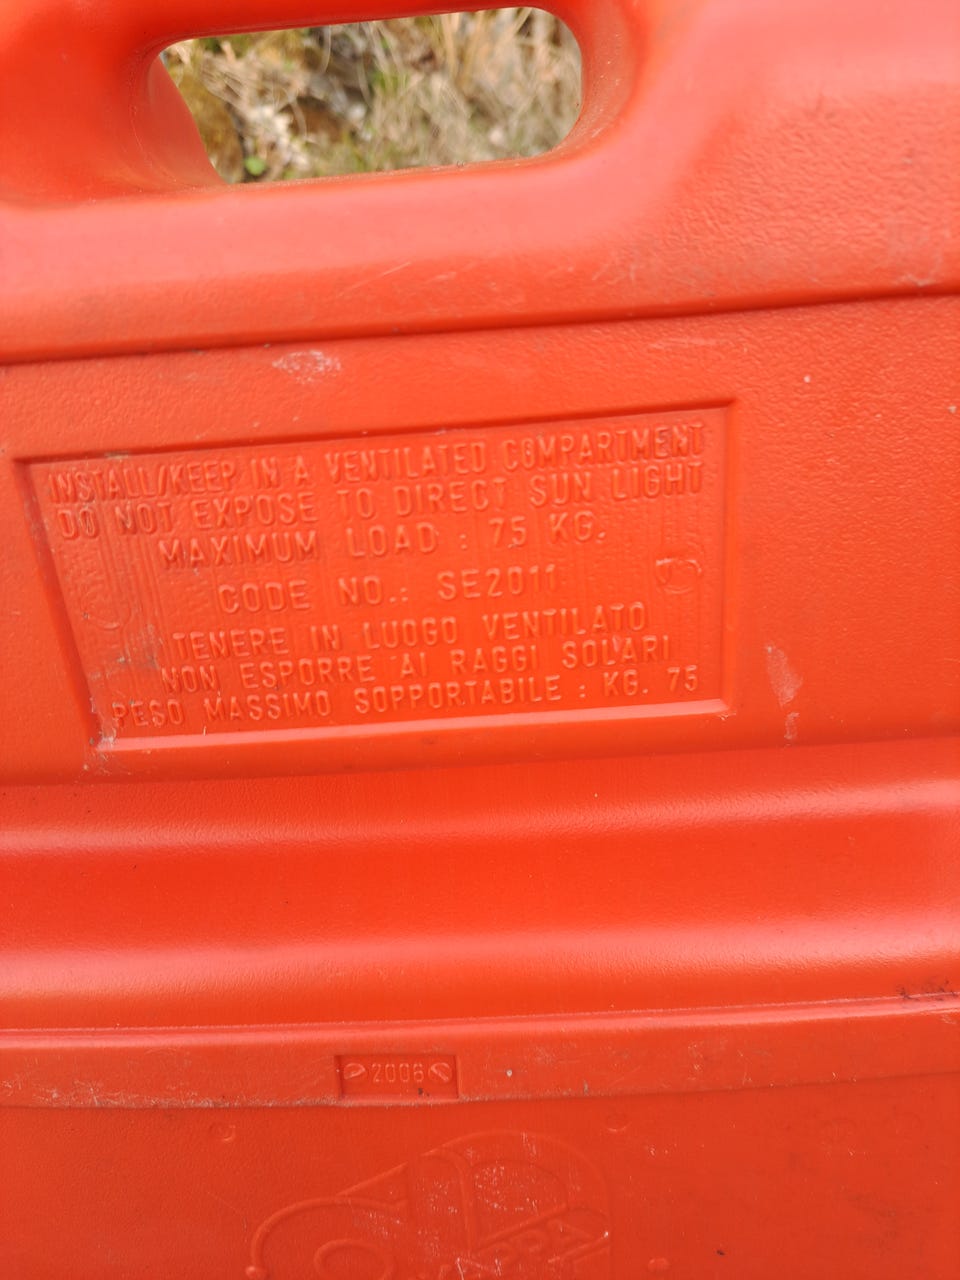 INSTALL/KEEP IN A VENTILATED COMPARTMENT
DO NOT EXPOSE TO DIRECT SUN LIGHT
MAXIMUM LOAD : 75 KG.
CODE NO.: SE2011
TENERE IN LUOGO VENTILATO
NON ESPORRE AI RAGGI SOLARI
PESO MASSIMO SOPPORTABILE : KG. 75
2006